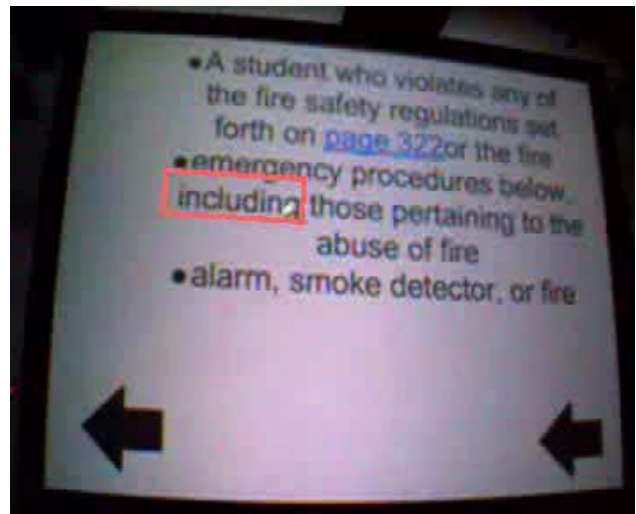 •A student who violates any of
the fire safety regulations set
forth on page 322or the fire
•emergency procedures below,
including those pertaining to the
abuse of fire
•alarm, smoke detector, or fire